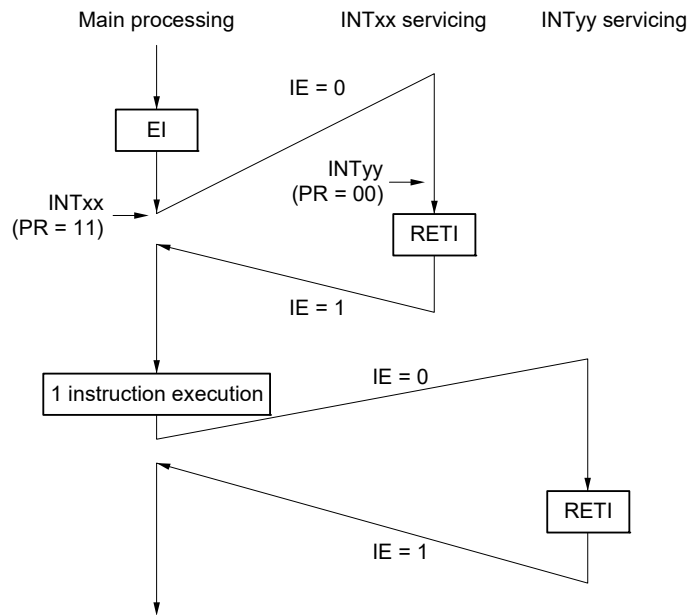 Main processing
INTxx servicing
INTyy servicing
IE = 0
EI
INTyy
(PR = 00)
INTxx
(PR = 11)
RETI
IE = 1
IE = 0
1 instruction execution
RETI
IE = 1